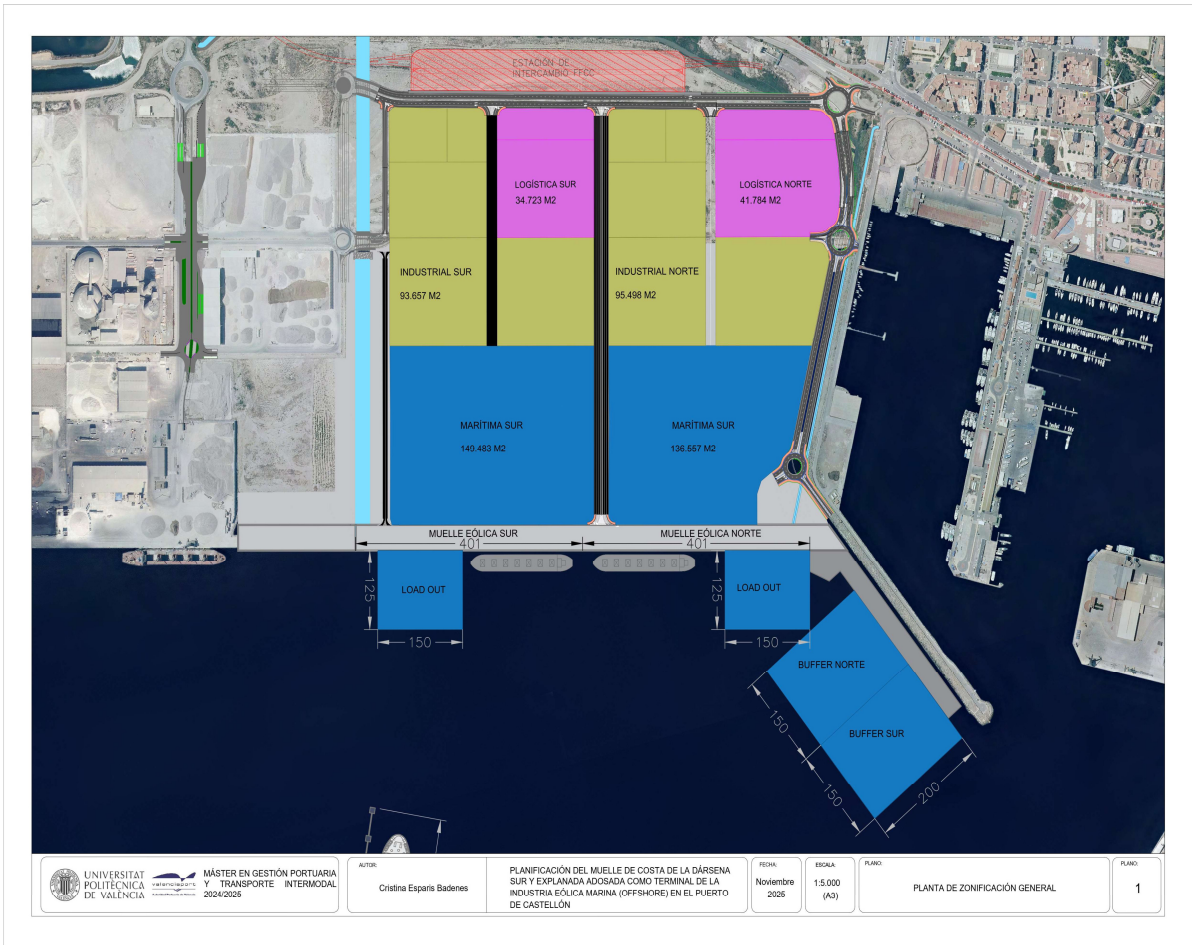 ESTACIÓN DE
INTERCAMBIO FFCC
LOGÍSTICA SUR
34.723 M2
LOGÍSTICA NORTE
41.784 M2
INDUSTRIAL SUR
93.657 M2
INDUSTRIAL NORTE
95.498 M2
MARÍTIMA SUR
149.483 M2
MARÍTIMA SUR
136.557 M2
MUELLE EÓLICA SUR
401
MUELLE EÓLICA NORTE
401
125
LOAD OUT
150
125
LOAD OUT
150
BUFFER NORTE
150
BUFFER SUR
150
200
UNIVERSITAT
POLITÈCNICA
DE VALÈNCIA
valenciaport
MÁSTER EN GESTIÓN PORTUARIA
Y TRANSPORTE INTERMODAL
2024/2025
AUTOR:
Cristina Esparis Badenes
PLANIFICACIÓN DEL MUELLE DE COSTA DE LA DÁRSENA
SUR Y EXPLANADA ADOSADA COMO TERMINAL DE LA
INDUSTRIA EÓLICA MARINA (OFFSHORE) EN EL PUERTO
DE CASTELLÓN
FECHA:
Noviembre
2025
ESCALA:
1:5.000
(A3)
PLANO:
PLANTA DE ZONIFICACIÓN GENERAL
PLANO:
1